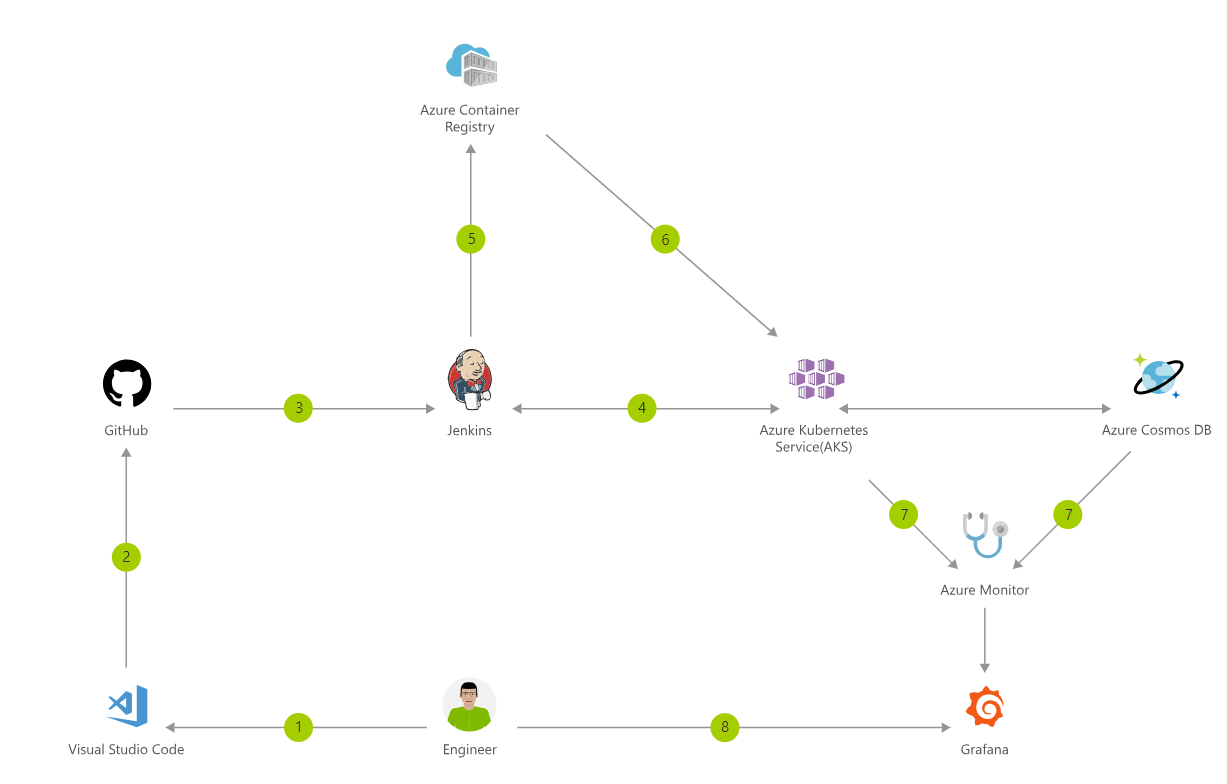 Azure Container
Registry
5
6
GitHub
3
Jenkins
4
Azure Kubernetes
Service(AKS)
Azure Cosmos DB
7
7
Azure Monitor
2
Visual Studio Code
1
Engineer
8
Grafana